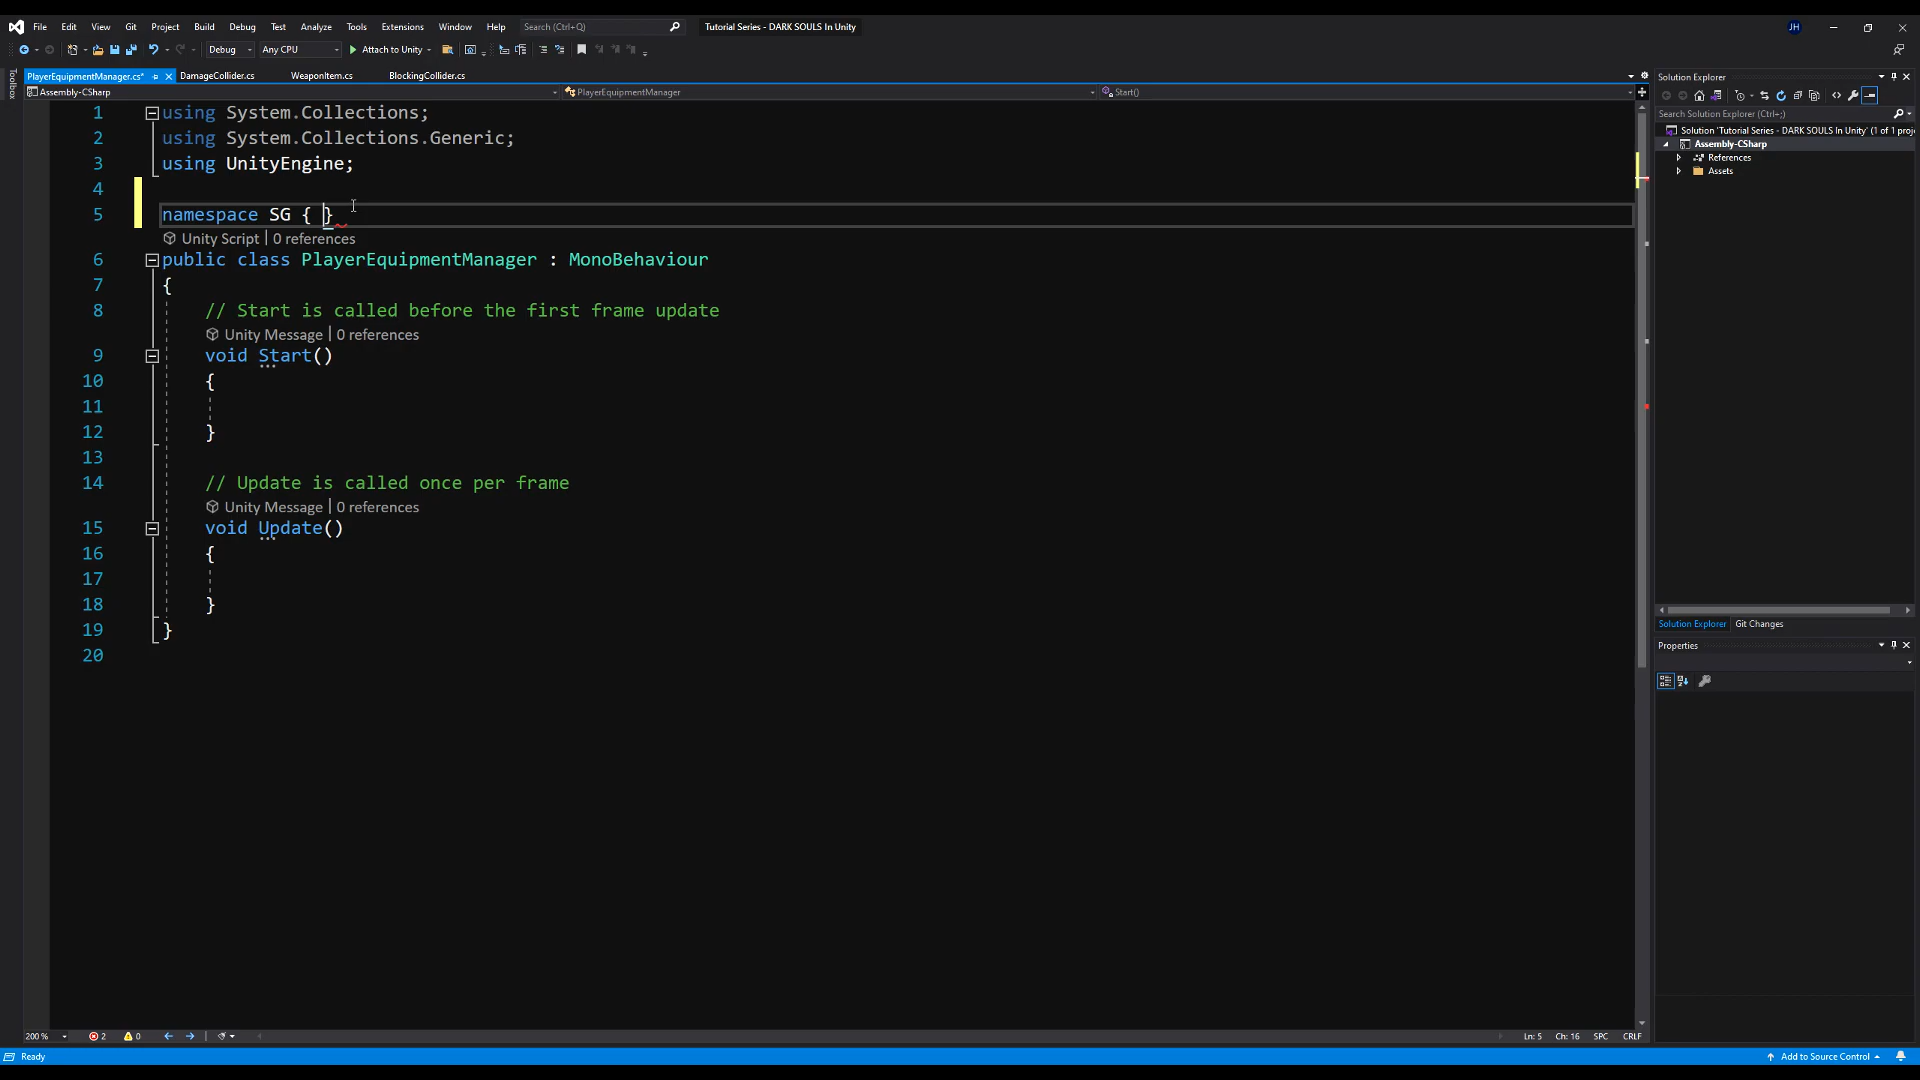 File Edit View Git Project Build Debug Test Analyze Tools Extensions Window Help Search (Ctrl+Q) Tutorial Series - DARK SOULS In Unity JH
Debug Any CPU Attach to Unity
Toolbox
PlayerEquipmentManager.cs* DamageCollider.cs WeaponItem.cs BlockingCollider.cs
Assembly-CSharp PlayerEquipmentManager Start()
1 using System.Collections;
2 using System.Collections.Generic;
3 using UnityEngine;
4
5 namespace SG { }
Unity Script | 0 references
6 public class PlayerEquipmentManager : MonoBehaviour
7 {
8 // Start is called before the first frame update
Unity Message | 0 references
9 void Start()
10 {
11
12 }
13
14 // Update is called once per frame
Unity Message | 0 references
15 void Update()
16 {
17
18 }
19 }
20
Solution Explorer
Search Solution Explorer (Ctrl+;)
Solution 'Tutorial Series - DARK SOULS In Unity' (1 of 1 proj
Assembly-CSharp
References
Assets
Solution Explorer Git Changes
Properties
200 % 2 0 Ln: 5 Ch: 16 SPC CRLF
Ready Add to Source Control